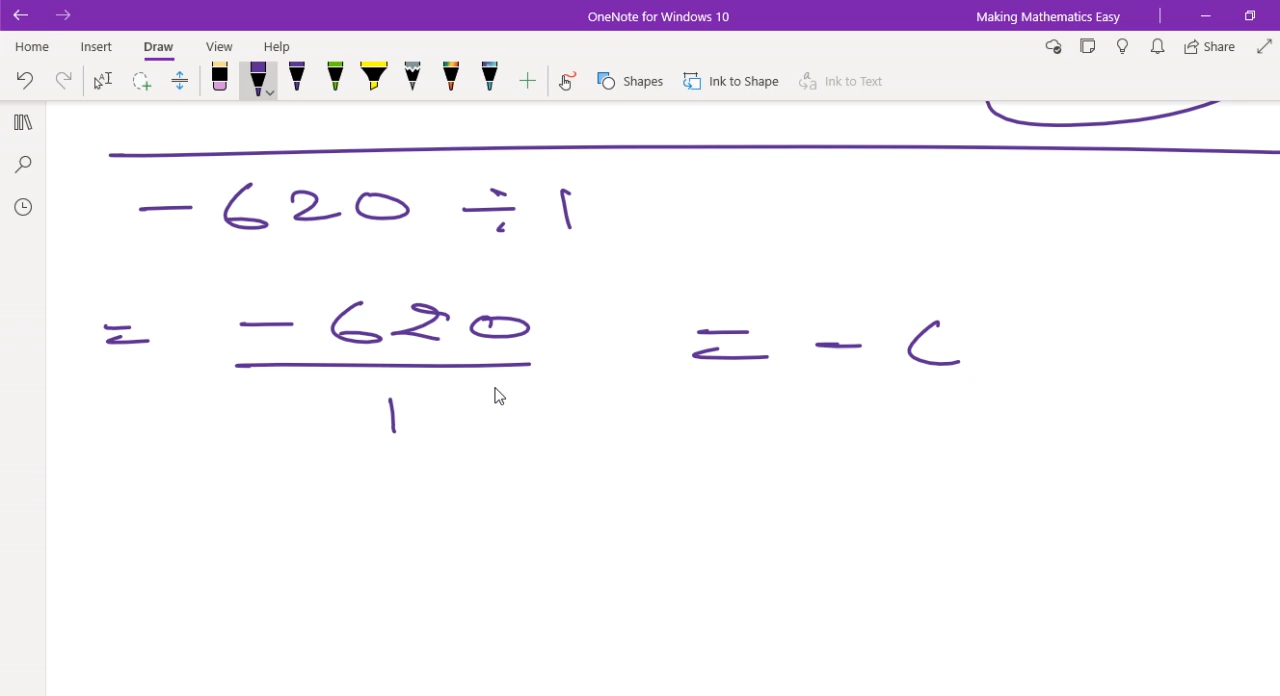 OneNote for Windows 10
Making Mathematics Easy
Home Insert Draw View Help
Share
Shapes Ink to Shape Ink to Text
- 620 ÷ 1
= - 620 / 1 = -